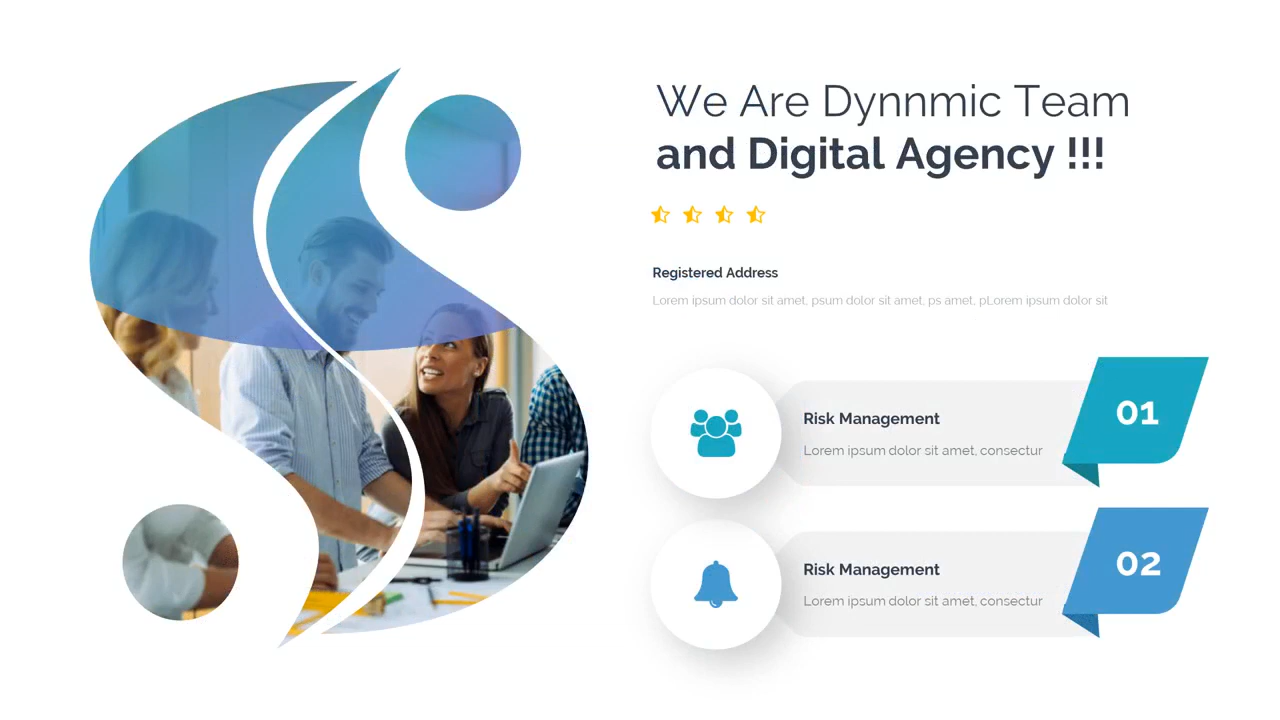 We Are Dynnmic Team
and Digital Agency !!!
Registered Address
Lorem ipsum dolor sit amet, psum dolor sit amet, ps amet, pLorem ipsum dolor sit
Risk Management
Lorem ipsum dolor sit amet, consectur
01
Risk Management
Lorem ipsum dolor sit amet, consectur
02